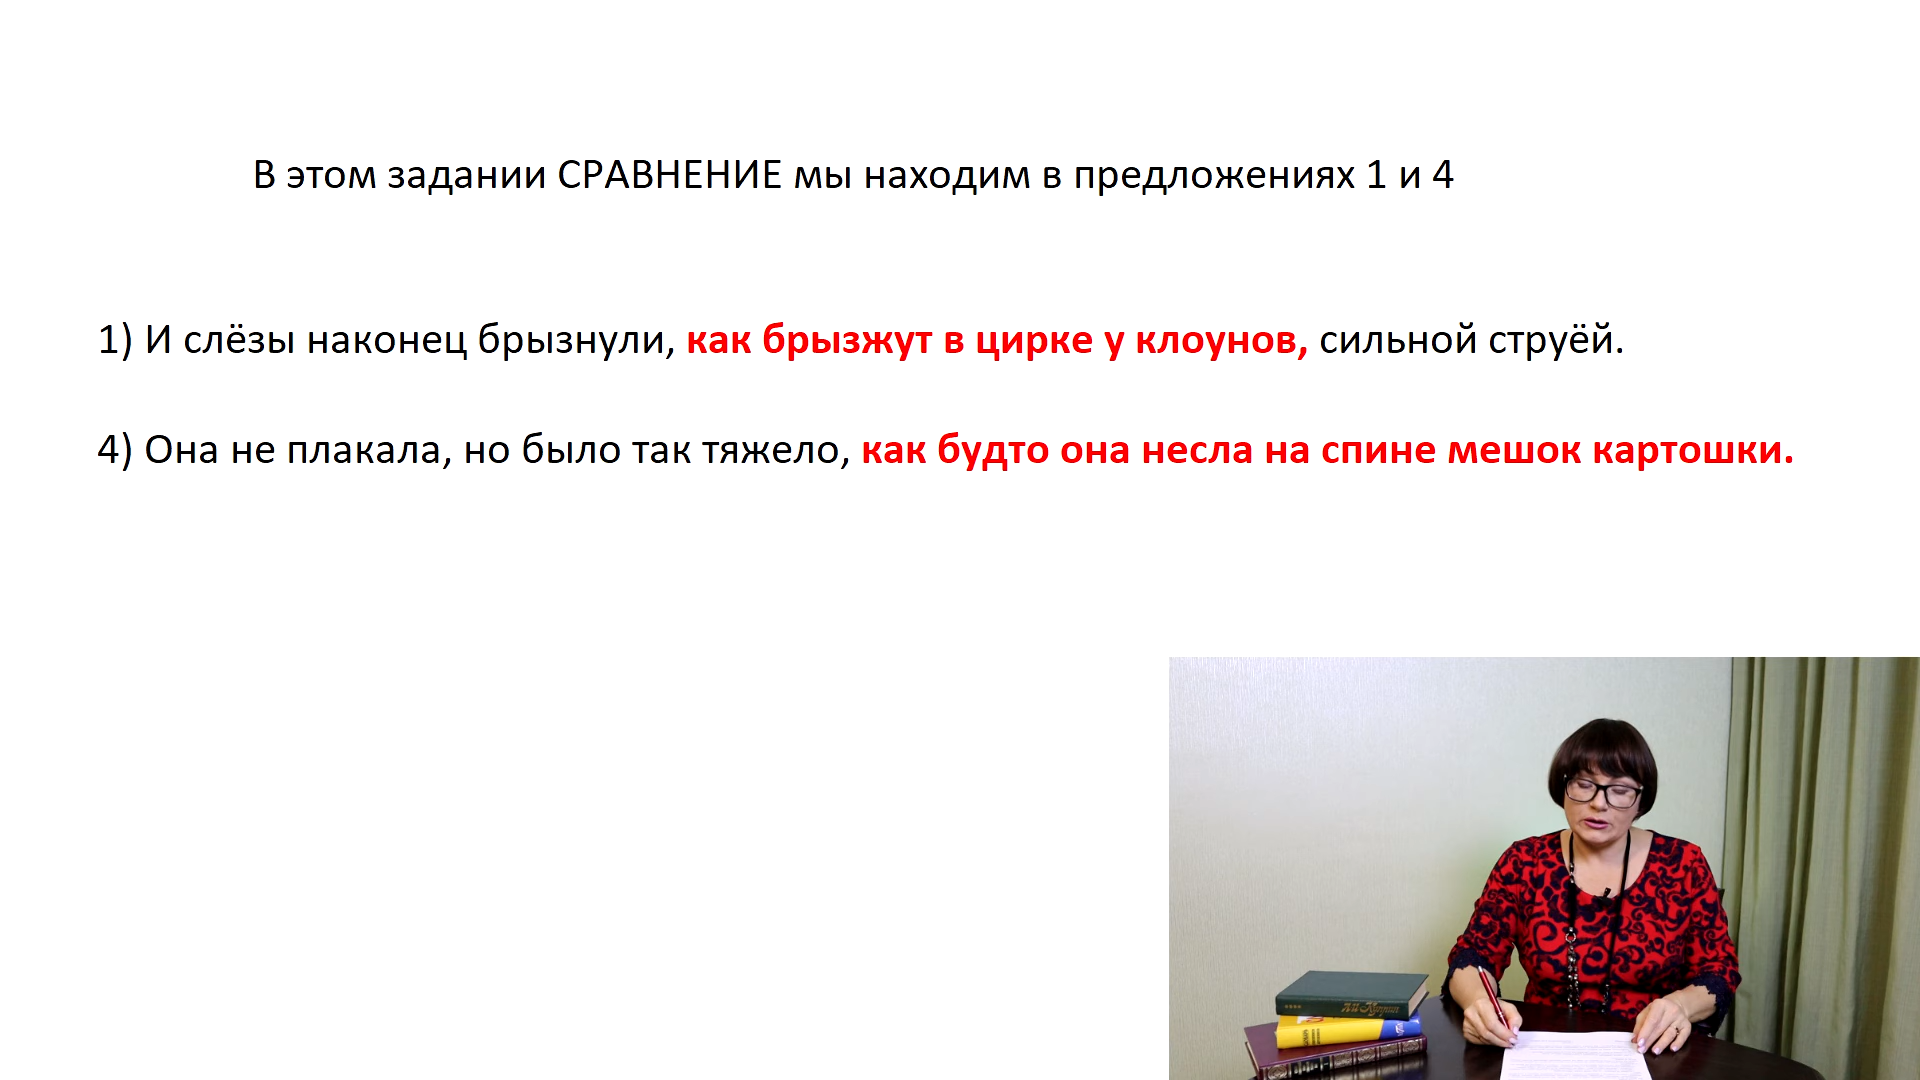 В этом задании СРАВНЕНИЕ мы находим в предложениях 1 и 4
1) И слёзы наконец брызнули, как брызжут в цирке у клоунов, сильной струёй.
4) Она не плакала, но было так тяжело, как будто она несла на спине мешок картошки.
А.И. Куприн